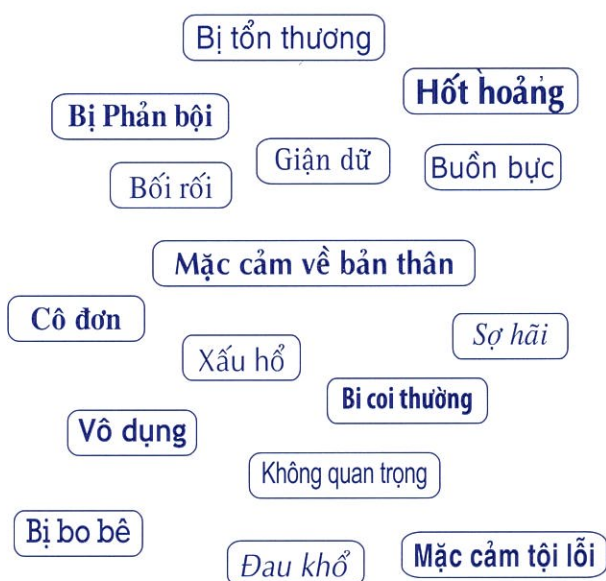 Bị tổn thương
Hốt hoảng
Bị Phản bội
Giận dữ
Buồn bực
Bối rối
Mặc cảm về bản thân
Cô đơn
Sợ hãi
Xấu hổ
Bi coi thường
Vô dụng
Không quan trọng
Bị bo bê
Đau khổ
Mặc cảm tội lỗi